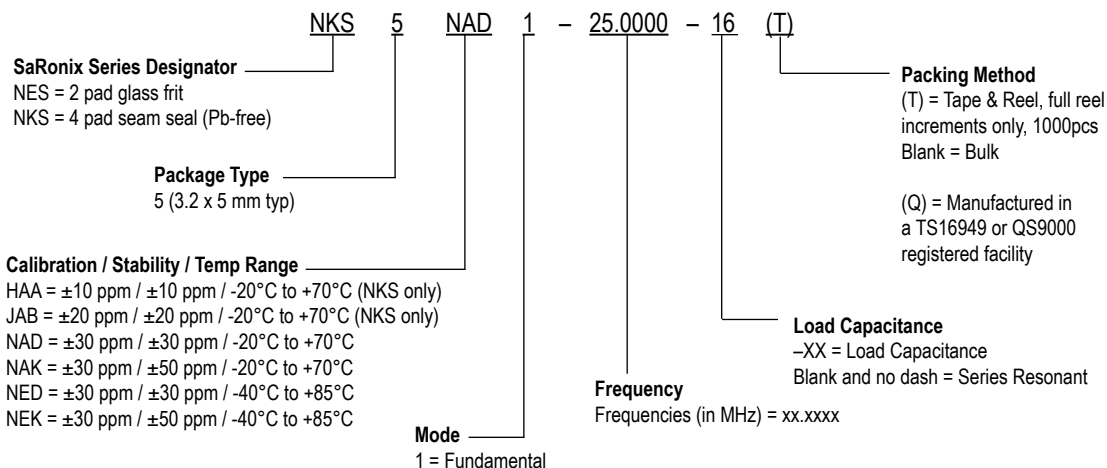 NKS 5 NAD 1 – 25.0000 – 16 (T)
SaRonix Series Designator
NES = 2 pad glass frit
NKS = 4 pad seam seal (Pb-free)
Package Type
5 (3.2 x 5 mm typ)
Calibration / Stability / Temp Range
HAA = ±10 ppm / ±10 ppm / -20°C to +70°C (NKS only)
JAB = ±20 ppm / ±20 ppm / -20°C to +70°C (NKS only)
NAD = ±30 ppm / ±30 ppm / -20°C to +70°C
NAK = ±30 ppm / ±50 ppm / -20°C to +70°C
NED = ±30 ppm / ±30 ppm / -40°C to +85°C
NEK = ±30 ppm / ±50 ppm / -40°C to +85°C
Mode
1 = Fundamental
Frequency
Frequencies (in MHz) = xx.xxxx
Load Capacitance
–XX = Load Capacitance
Blank and no dash = Series Resonant
Packing Method
(T) = Tape & Reel, full reel
increments only, 1000pcs
Blank = Bulk
(Q) = Manufactured in
a TS16949 or QS9000
registered facility